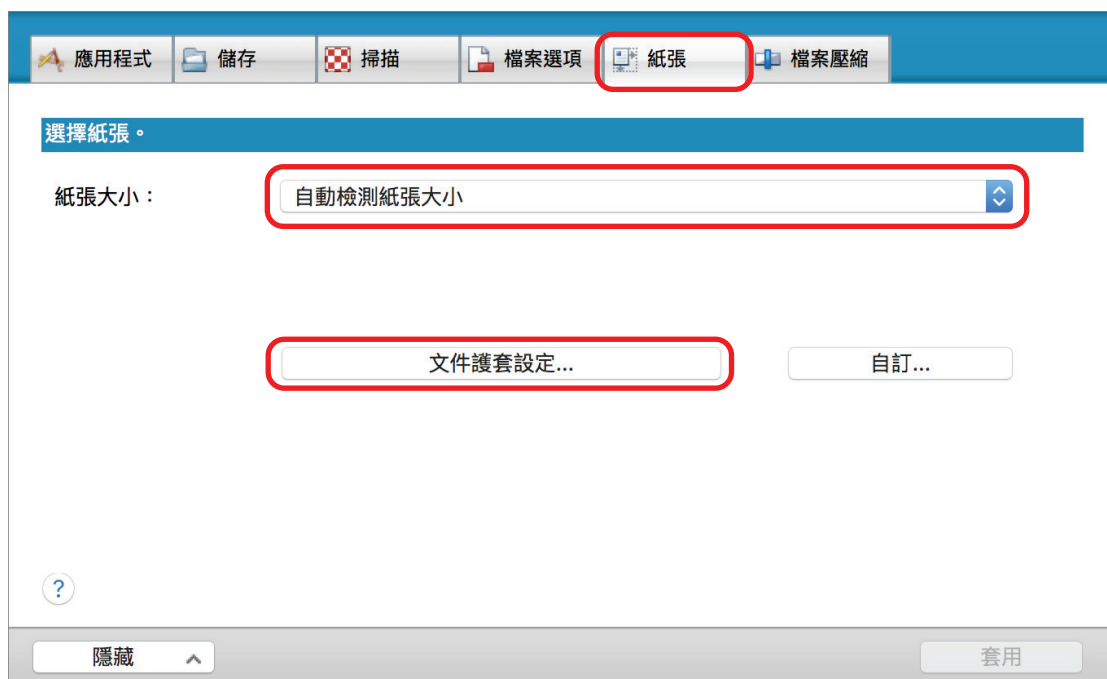 應用程式 儲存 掃描 檔案選項 紙張 檔案壓縮
選擇紙張。
紙張大小： 自動檢測紙張大小
文件護套設定... 自訂...
?
隱藏 套用